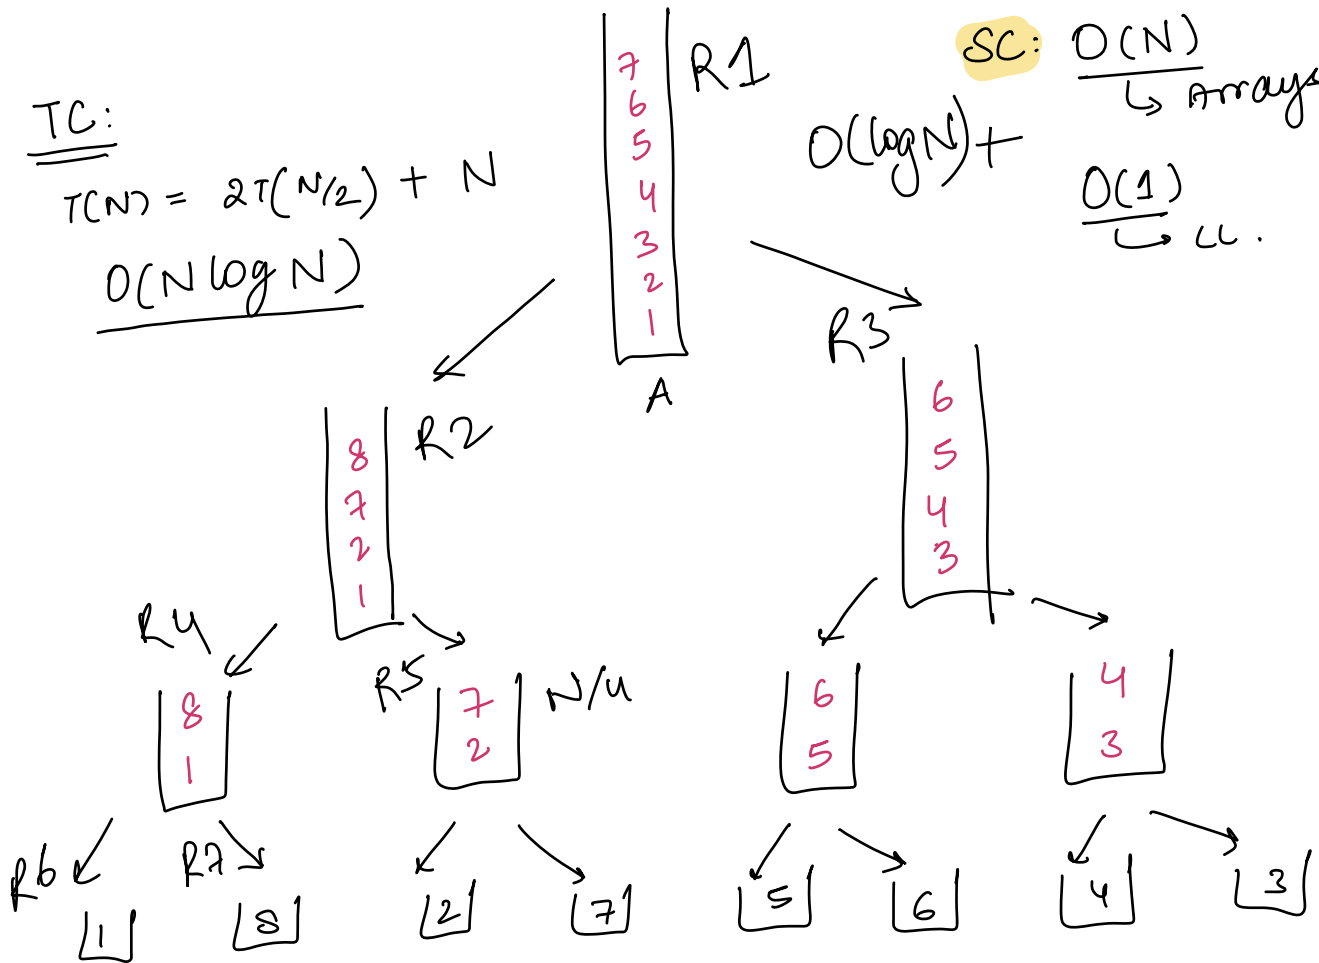 TC:
T(N) = 2T(N/2) + N
O(N log N)
7
6
5
4
3
2
1
R1
A
SC: O(N)
↳ Arrays
O(log N) +
O(1)
↳ LL.
R2
8
7
2
1
R3
6
5
4
3
R4
8
1
R5
7
2
N/4
6
5
4
3
R6
1
R7
8
2
7
5
6
4
3